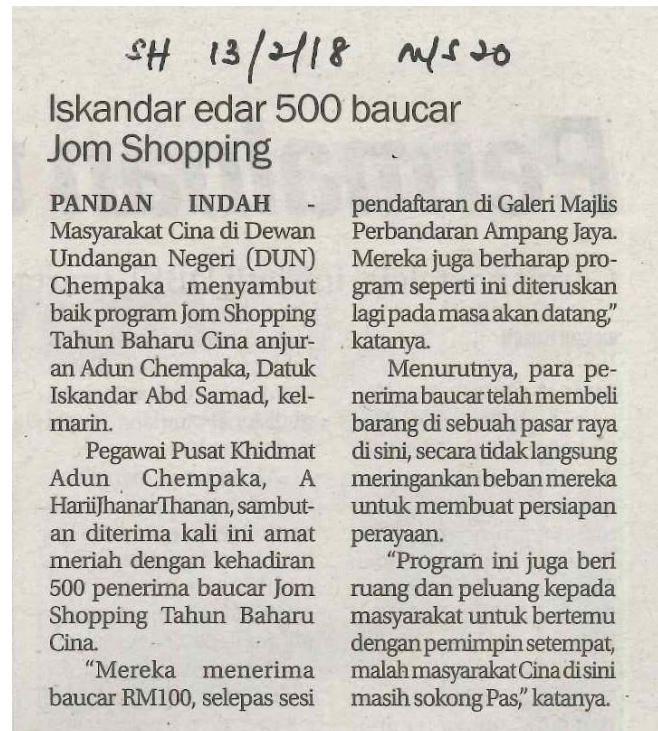 SH 13/2/18 M/S 20
Iskandar edar 500 baucar
Jom Shopping
PANDAN INDAH -
Masyarakat Cina di Dewan
Undangan Negeri (DUN)
Chempaka menyambut
baik program Jom Shopping
Tahun Baharu Cina anjur-
an Adun Chempaka, Datuk
Iskandar Abd Samad, kel-
marin.
Pegawai Pusat Khidmat
Adun Chempaka, A
HariiJhanarThanan, sambut-
an diterima kali ini amat
meriah dengan kehadiran
500 penerima baucar Jom
Shopping Tahun Baharu
Cina.
“Mereka menerima
baucar RM100, selepas sesi
pendaftaran di Galeri Majlis
Perbandaran Ampang Jaya.
Mereka juga berharap pro-
gram seperti ini diteruskan
lagi pada masa akan datang,”
katanya.
Menurutnya, para pe-
nerima baucar telah membeli
barang di sebuah pasar raya
di sini, secara tidak langsung
meringankan beban mereka
untuk membuat persiapan
perayaan.
“Program ini juga beri
ruang dan peluang kepada
masyarakat untuk bertemu
dengan pemimpin setempat,
malah masyarakat Cina di sini
masih sokong Pas,” katanya.